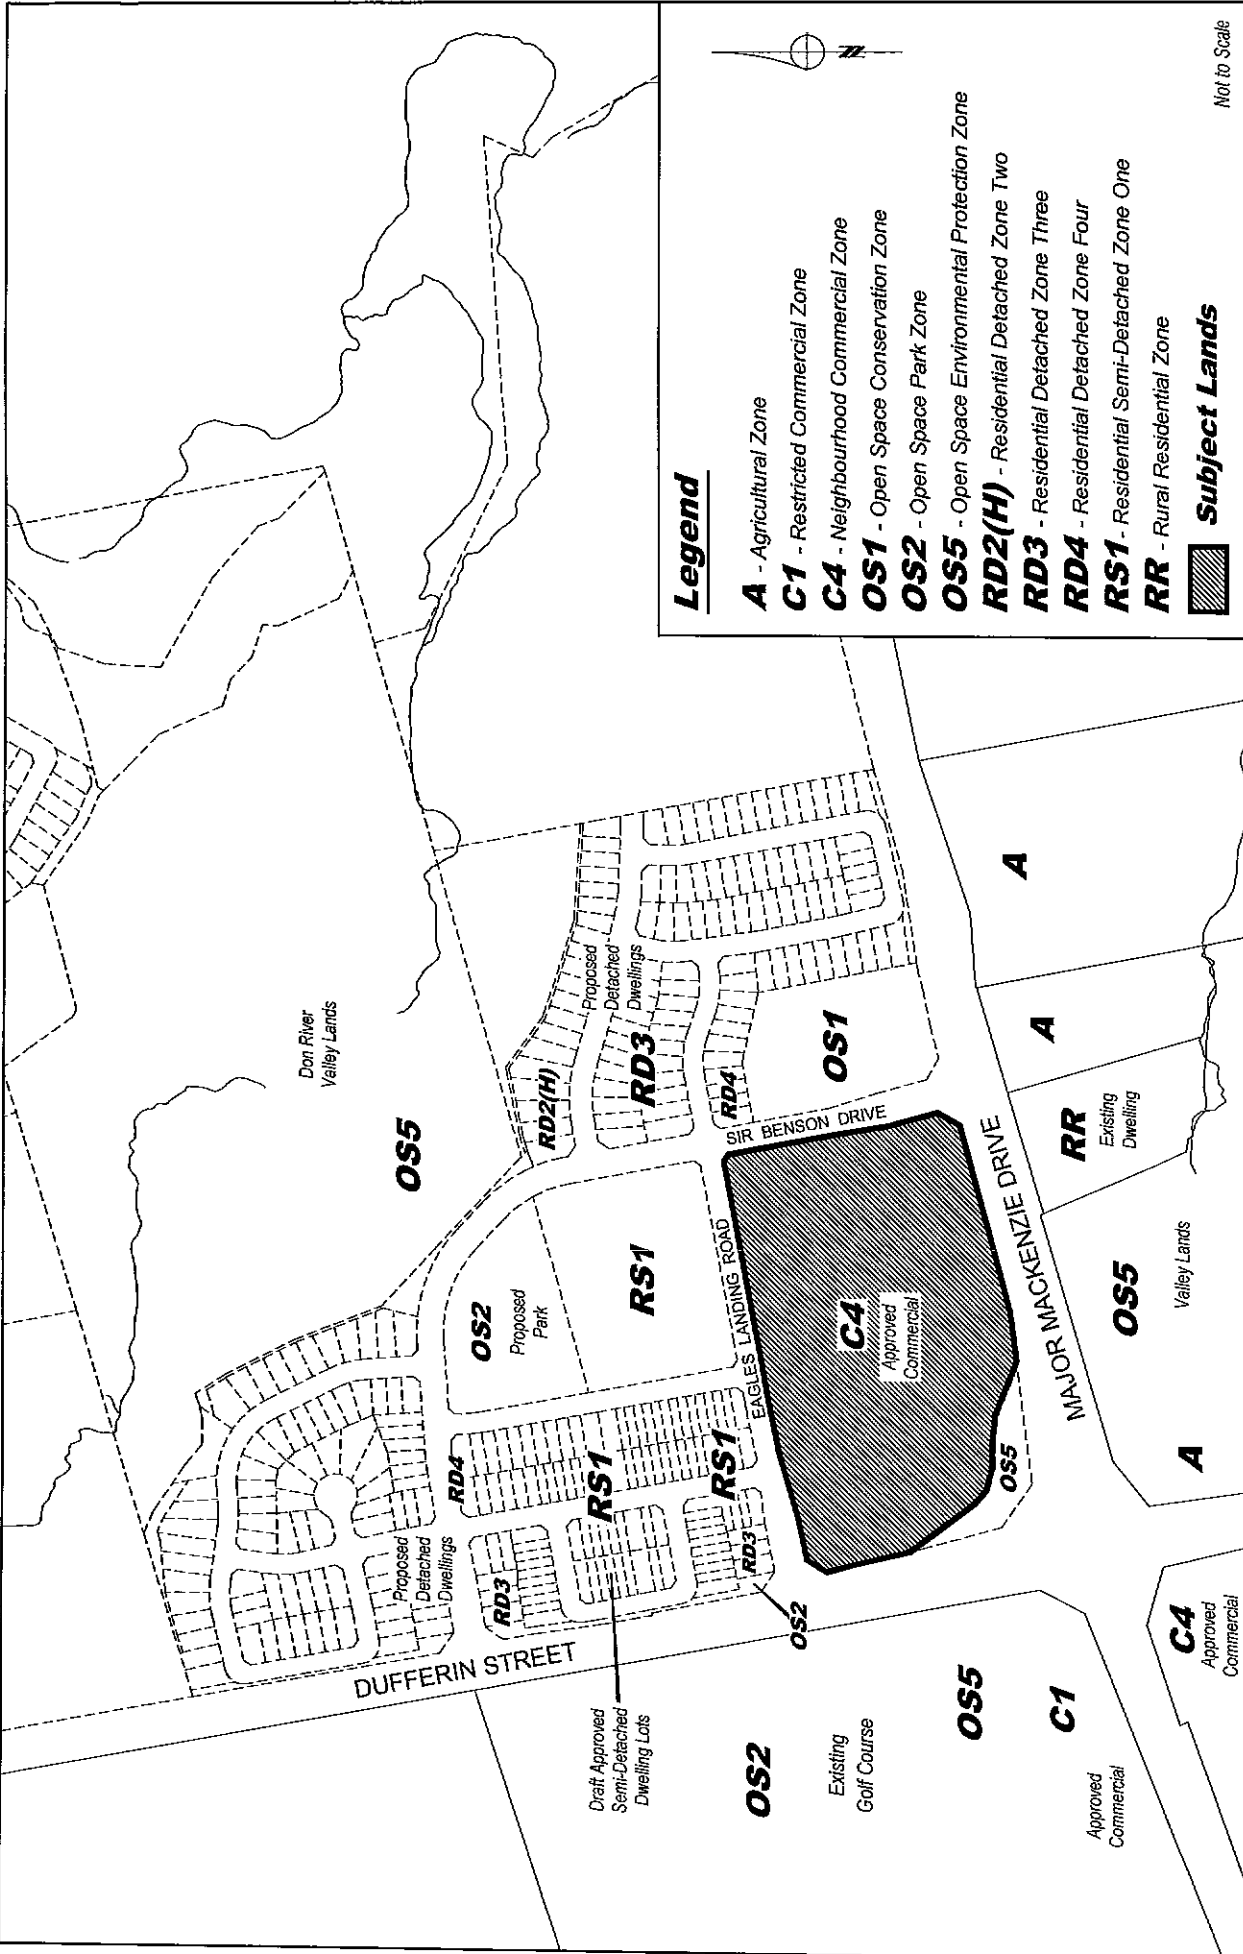 Don River
Valley Lands
OS5
RD2(H)
Proposed
Detached
Dwellings
RD3
RD4
OS1
SIR BENSON DRIVE
OS2
Proposed
Park
RS1
EAGLES LANDING ROAD
C4
Approved
Commercial
OS5
MAJOR MACKENZIE DRIVE
A
A
RR
Existing
Dwelling
OS5
Valley Lands
A
Proposed
Detached
Dwellings
RD4
RD3
RS1
RS1
RD3
OS2
DUFFERIN STREET
Draft Approved
Semi-Detached
Dwelling Lots
OS2
Existing
Golf Course
OS5
C1
Approved
Commercial
C4
Approved
Commercial
Legend
A - Agricultural Zone
C1 - Restricted Commercial Zone
C4 - Neighbourhood Commercial Zone
OS1 - Open Space Conservation Zone
OS2 - Open Space Park Zone
OS5 - Open Space Environmental Protection Zone
RD2(H) - Residential Detached Zone Two
RD3 - Residential Detached Zone Three
RD4 - Residential Detached Zone Four
RS1 - Residential Semi-Detached Zone One
RR - Rural Residential Zone
Subject Lands
N
Not to Scale